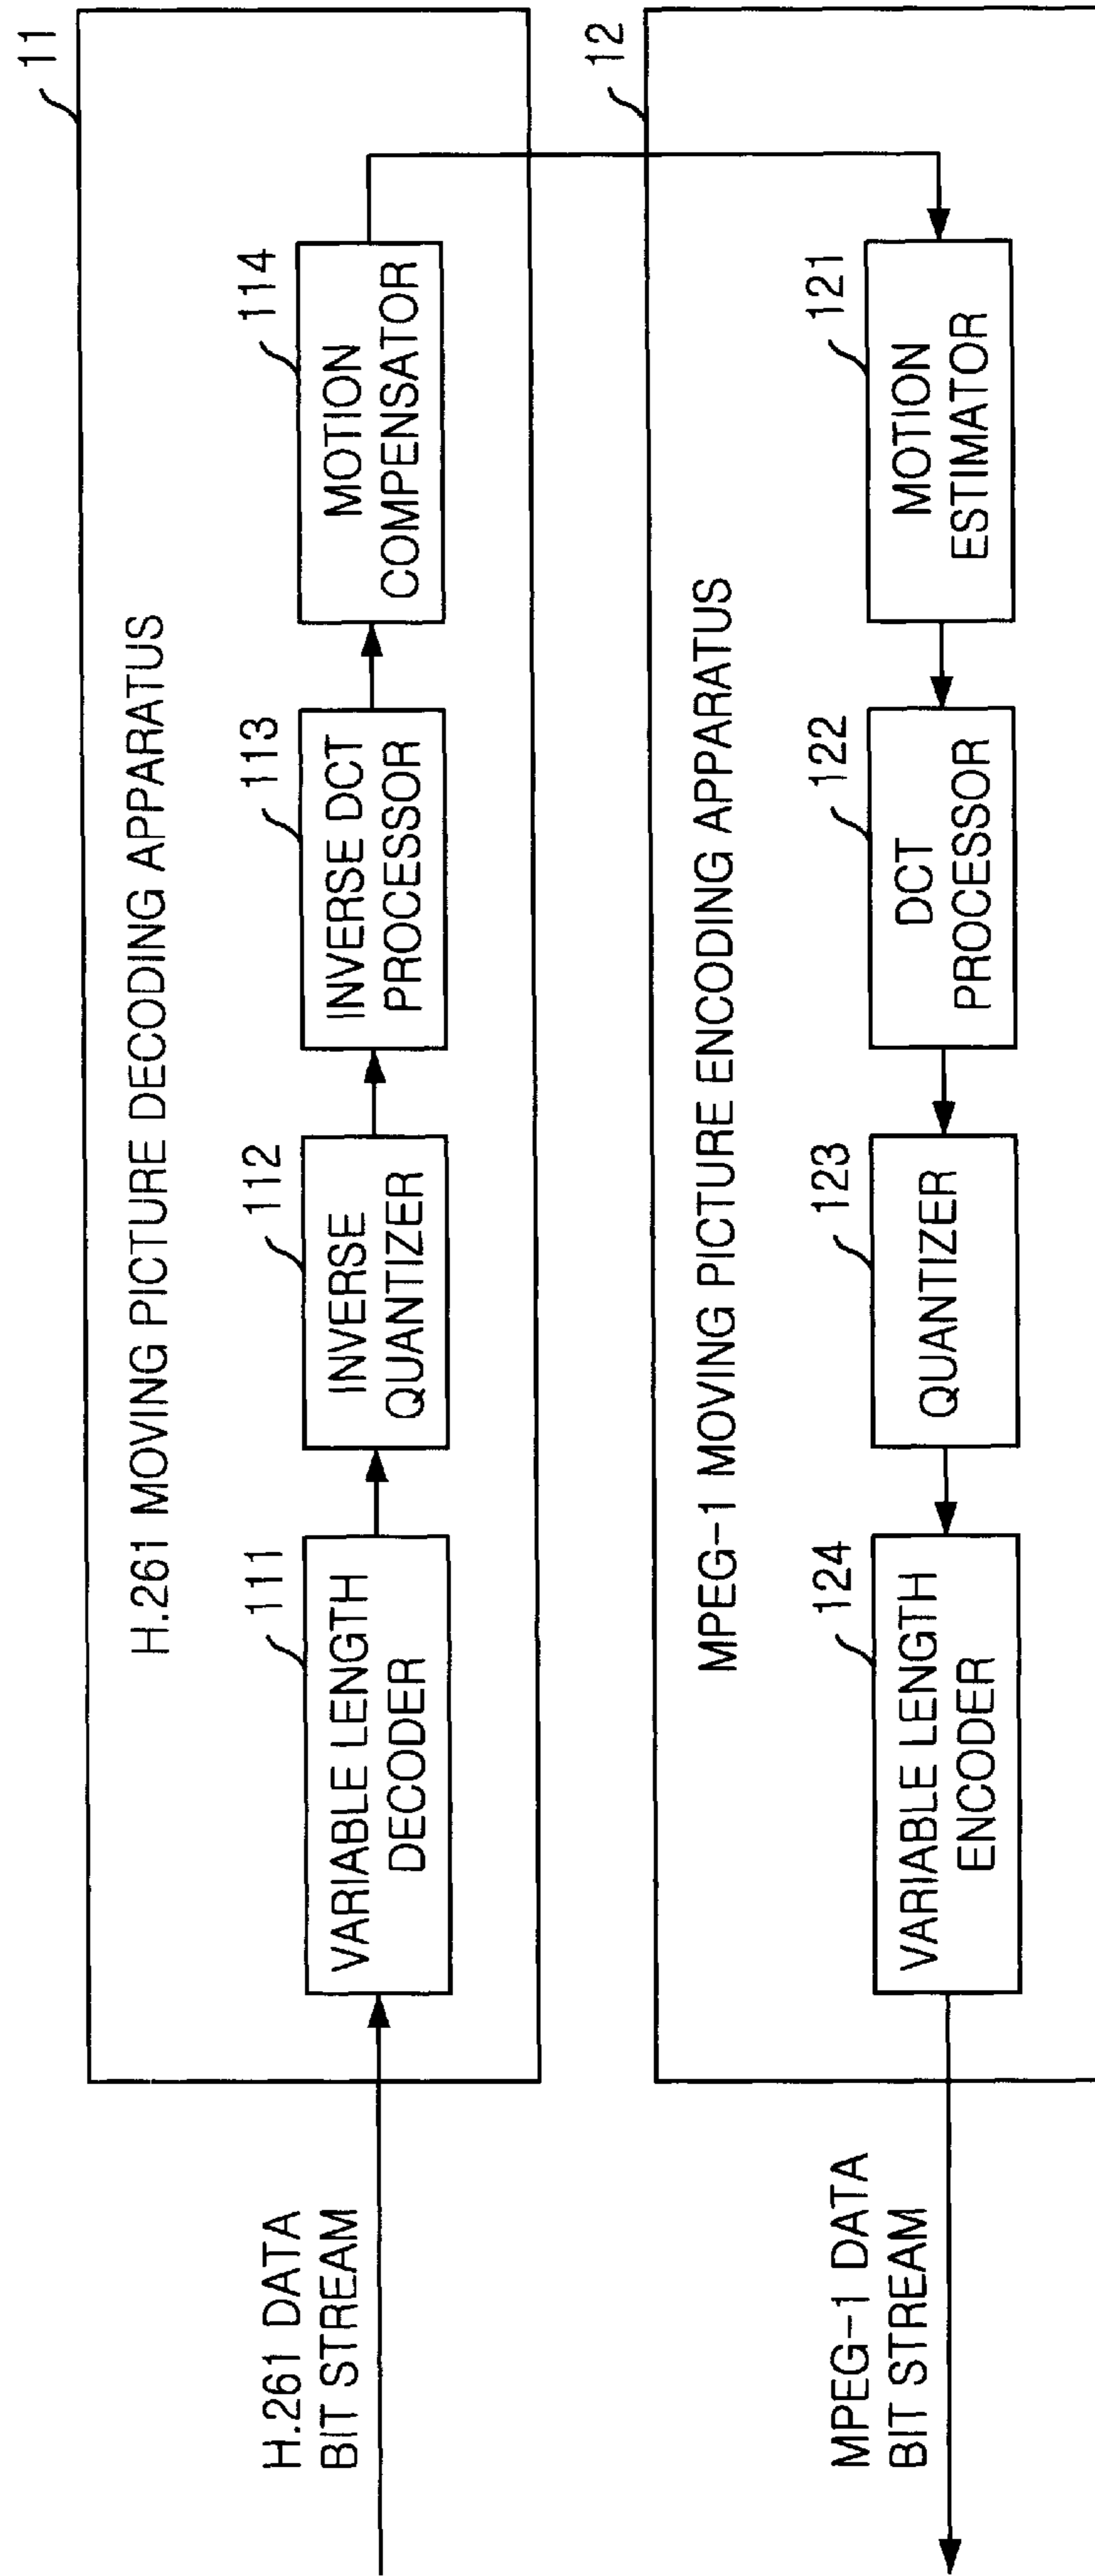 11
H.261 MOVING PICTURE DECODING APPARATUS
111
112
113
114
VARIABLE LENGTH
DECODER
INVERSE
QUANTIZER
INVERSE DCT
PROCESSOR
MOTION
COMPENSATOR
H.261 DATA
BIT STREAM
12
MPEG-1 MOVING PICTURE ENCODING APPARATUS
124
123
122
121
VARIABLE LENGTH
ENCODER
QUANTIZER
DCT
PROCESSOR
MOTION
ESTIMATOR
MPEG-1 DATA
BIT STREAM